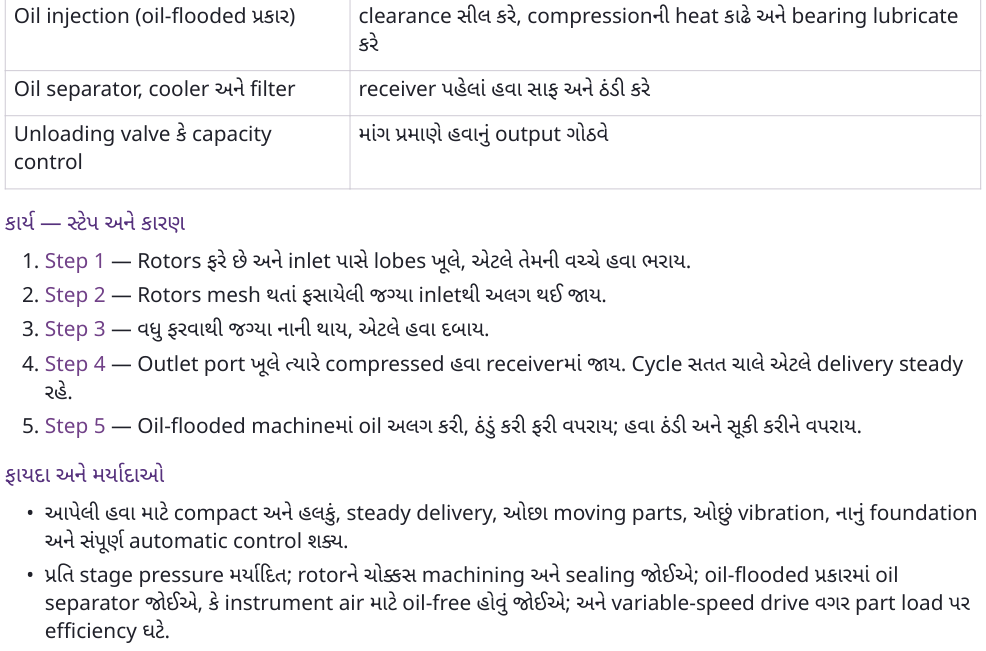 Oil injection (oil-flooded પ્રકાર)
clearance સીલ કરે, compressionની heat કાઢે અને bearing lubricate
કરે
Oil separator, cooler અને filter
receiver પહેલાં હવા સાફ અને ઠંડી કરે
Unloading valve કે capacity
control
માંગ પ્રમાણે હવાનું output ગોઠવે
કાર્ય — સ્ટેપ અને કારણ
1. Step 1 — Rotors ફરે છે અને inlet પાસે lobes ખૂલે, એટલે તેમની વચ્ચે હવા ભરાય.
2. Step 2 — Rotors mesh થતાં ફસાયેલી જગ્યા inletથી અલગ થઈ જાય.
3. Step 3 — વધુ ફરવાથી જગ્યા નાની થાય, એટલે હવા દબાય.
4. Step 4 — Outlet port ખૂલે ત્યારે compressed હવા receiverમાં જાય. Cycle સતત ચાલે એટલે delivery steady
રહે.
5. Step 5 — Oil-flooded machineમાં oil અલગ કરી, ઠંડું કરી ફરી વપરાય; હવા ઠંડી અને સૂકી કરીને વપરાય.
ફાયદા અને મર્યાદાઓ
• આપેલી હવા માટે compact અને હલકું, steady delivery, ઓછા moving parts, ઓછું vibration, નાનું foundation
અને સંપૂર્ણ automatic control શક્ય.
• પ્રતિ stage pressure મર્યાદિત; rotorને ચોક્કસ machining અને sealing જોઈએ; oil-flooded પ્રકારમાં oil
separator જોઈએ, કે instrument air માટે oil-free હોવું જોઈએ; અને variable-speed drive વગર part load પર
efficiency ઘટે.